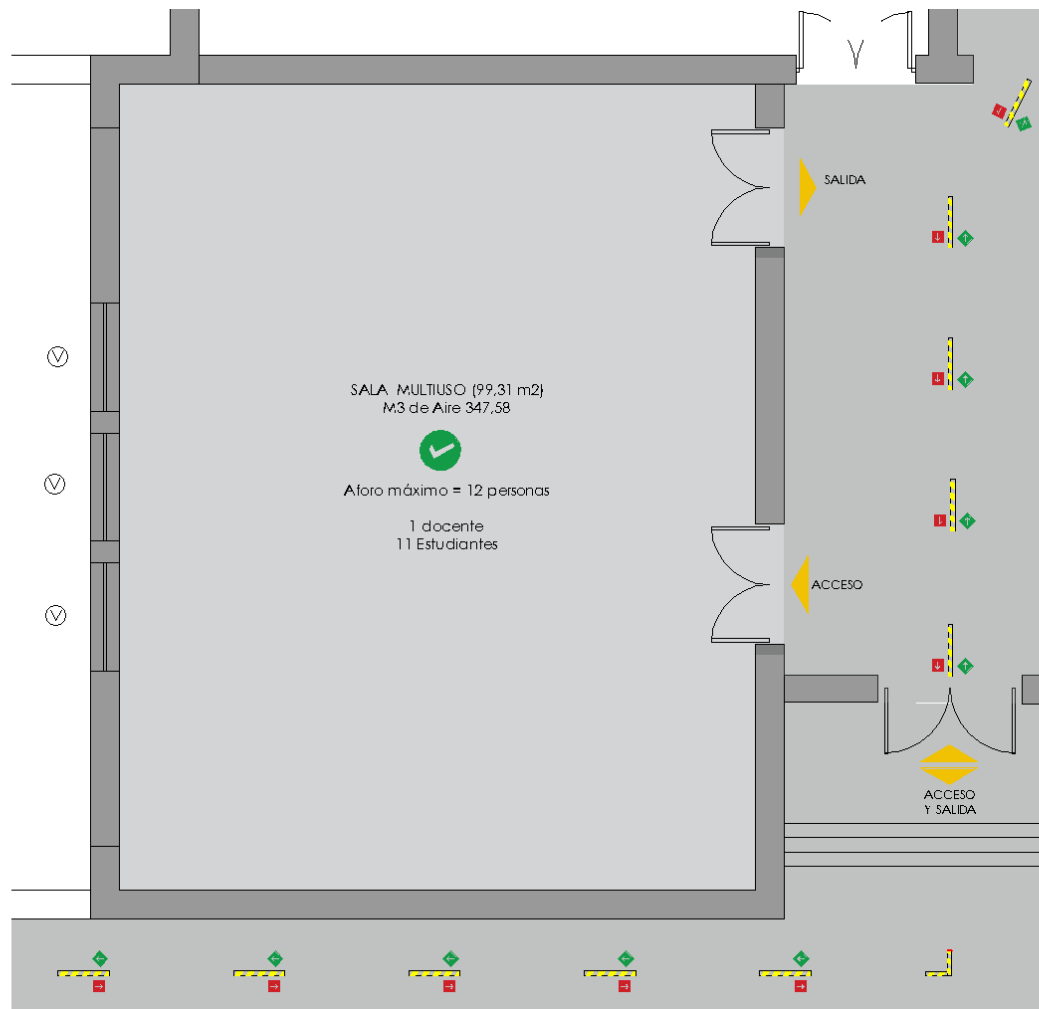 SALIDA
SALA MULTIUSO (99,31 m2)
M3 de Aire 347,58
Aforo máximo = 12 personas
1 docente
11 Estudiantes
ACCESO
ACCESO
Y SALIDA
V
V
V